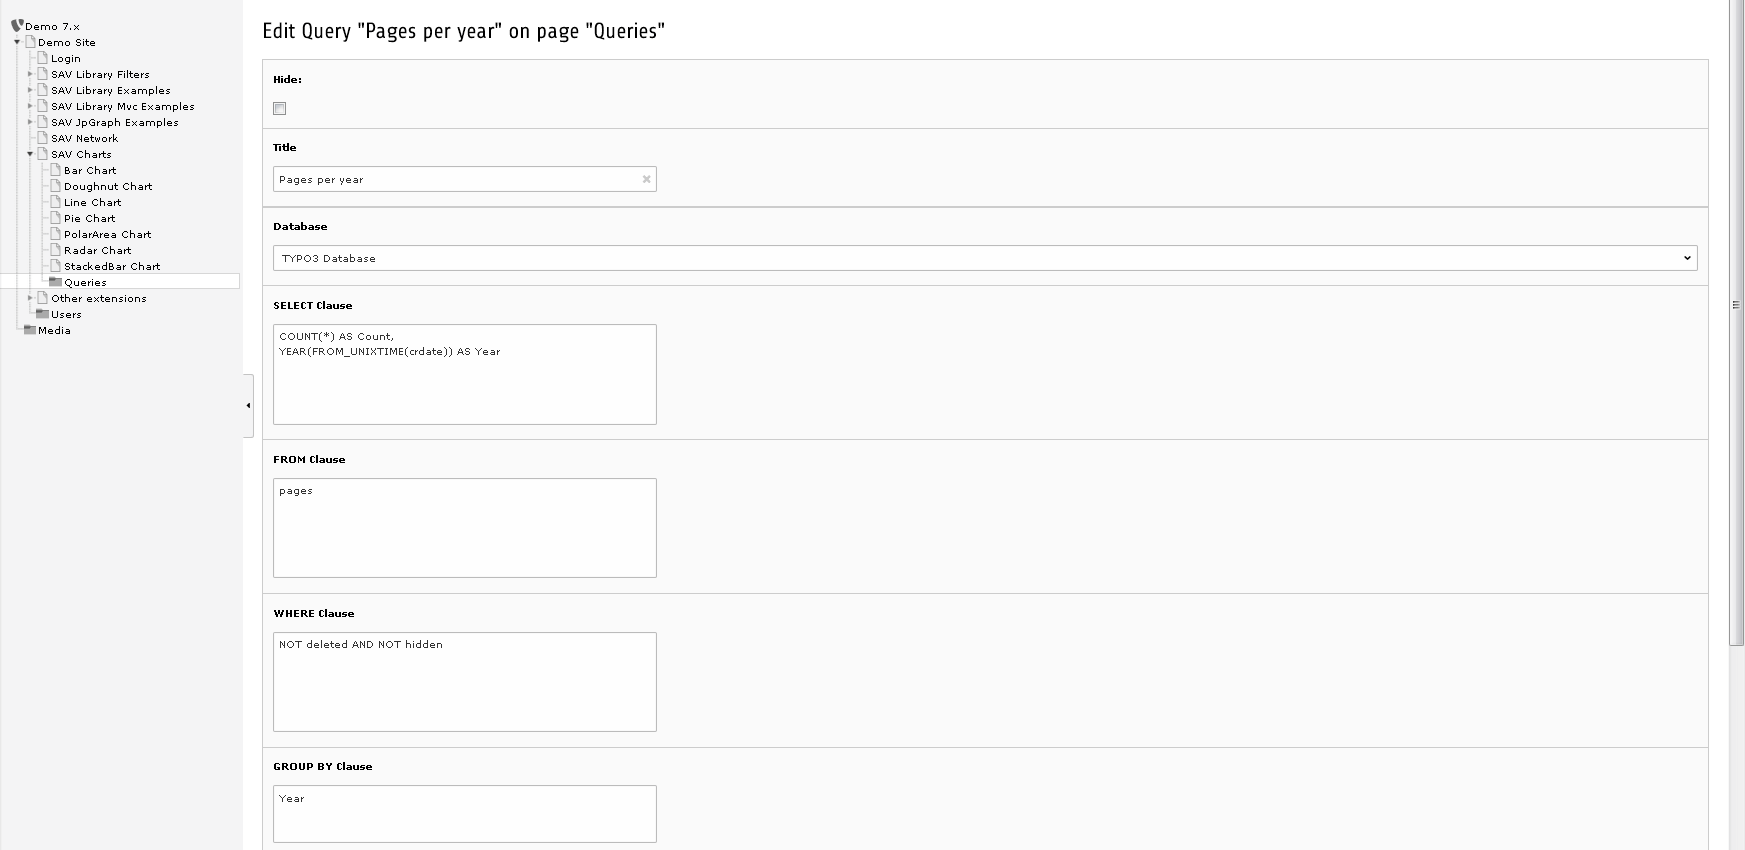 Demo 7.x
Demo Site
Login
SAV Library Filters
SAV Library Examples
SAV Library Mvc Examples
SAV JpGraph Examples
SAV Network
SAV Charts
Bar Chart
Doughnut Chart
Line Chart
Pie Chart
PolarArea Chart
Radar Chart
StackedBar Chart
Queries
Other extensions
Users
Media
Edit Query "Pages per year" on page "Queries"
Hide:
Title
Pages per year
Database
TYPO3 Database
SELECT Clause
COUNT(*) AS Count,
YEAR(FROM_UNIXTIME(crdate)) AS Year
FROM Clause
pages
WHERE Clause
NOT deleted AND NOT hidden
GROUP BY Clause
Year